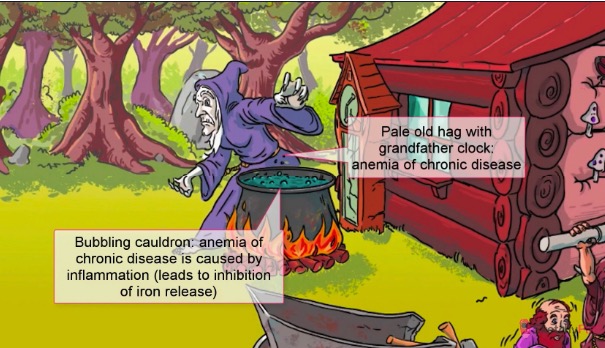 Pale old hag with
grandfather clock:
anemia of chronic disease
Bubbling cauldron: anemia of
chronic disease is caused by
inflammation (leads to inhibition
of iron release)